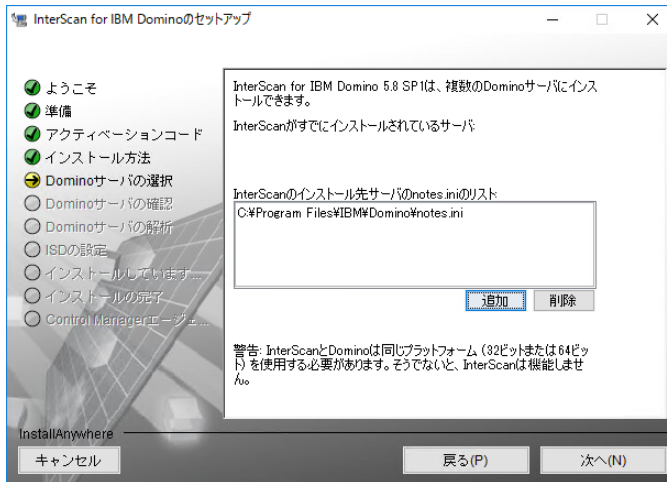 InterScan for IBM Dominoのセットアップ
ようこそ
準備
アクティベーションコード
インストール方法
Dominoサーバの選択
Dominoサーバの確認
Dominoサーバの解析
ISDの設定
インストールしています...
インストールの完了
Control Managerエージェ...
InterScan for IBM Domino 5.8 SP1は、複数のDominoサーバにインス
トールできます。
InterScanがすでにインストールされているサーバ:
InterScanのインストール先サーバのnotes.iniのリスト:
C:¥Program Files¥IBM¥Domino¥notes.ini
追加
削除
警告: InterScanとDominoは同じプラットフォーム (32ビットまたは64ビッ
ト) を使用する必要があります。そうでないと、InterScanは機能しませ
ん。
InstallAnywhere
キャンセル
戻る(P)
次へ(N)